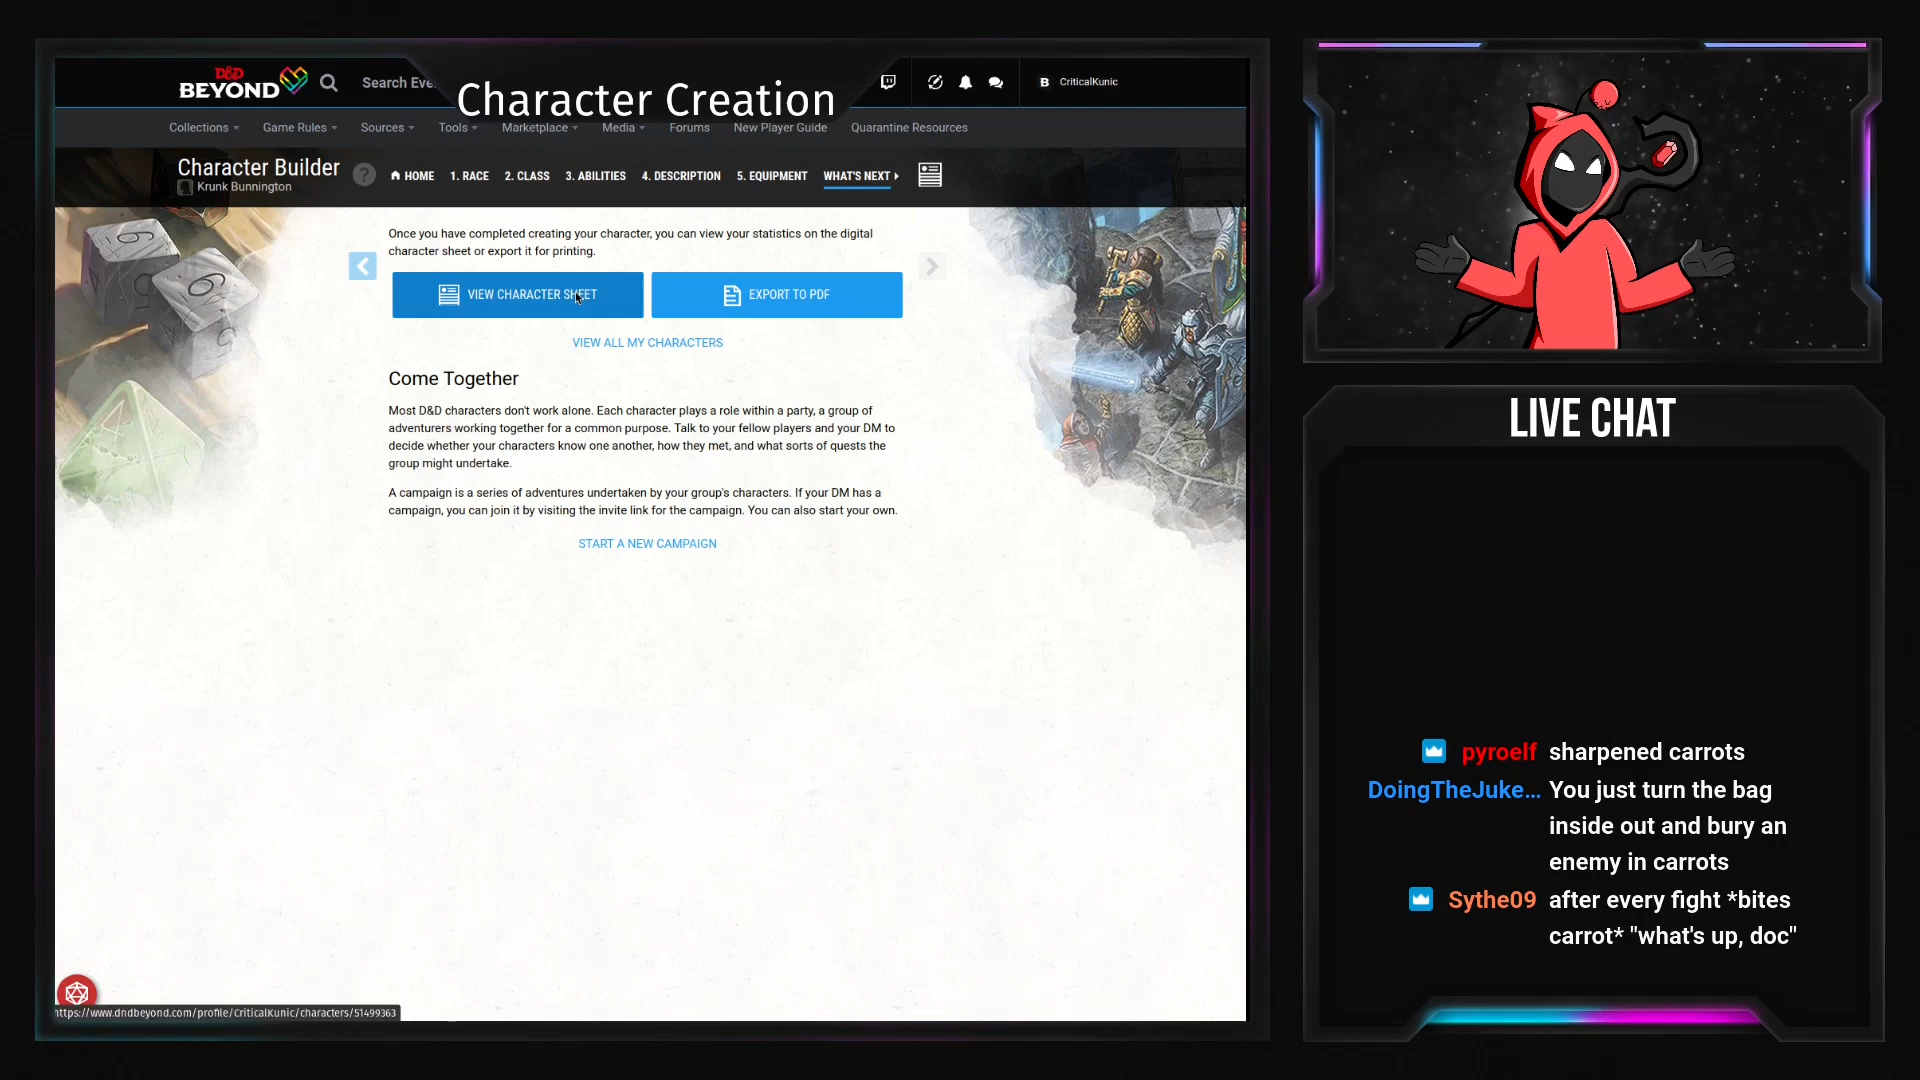 Character Creation
D&D
BEYOND
Search Eve
CriticalKunic
Collections
Game Rules
Sources
Tools
Marketplace
Media
Forums
New Player Guide
Quarantine Resources
Character Builder
Krunk Bunnington
?
HOME
1. RACE
2. CLASS
3. ABILITIES
4. DESCRIPTION
5. EQUIPMENT
WHAT'S NEXT
Once you have completed creating your character, you can view your statistics on the digital
character sheet or export it for printing.
VIEW CHARACTER SHEET
EXPORT TO PDF
VIEW ALL MY CHARACTERS
Come Together
Most D&D characters don't work alone. Each character plays a role within a party, a group of
adventurers working together for a common purpose. Talk to your fellow players and your DM to
decide whether your characters know one another, how they met, and what sorts of quests the
group might undertake.
A campaign is a series of adventures undertaken by your group's characters. If your DM has a
campaign, you can join it by visiting the invite link for the campaign. You can also start your own.
START A NEW CAMPAIGN
https://www.dndbeyond.com/profile/CriticalKunic/characters/51499363
LIVE CHAT
pyroelf sharpened carrots
DoingTheJuke... You just turn the bag
inside out and bury an
enemy in carrots
Sythe09 after every fight *bites
carrot* "what's up, doc"